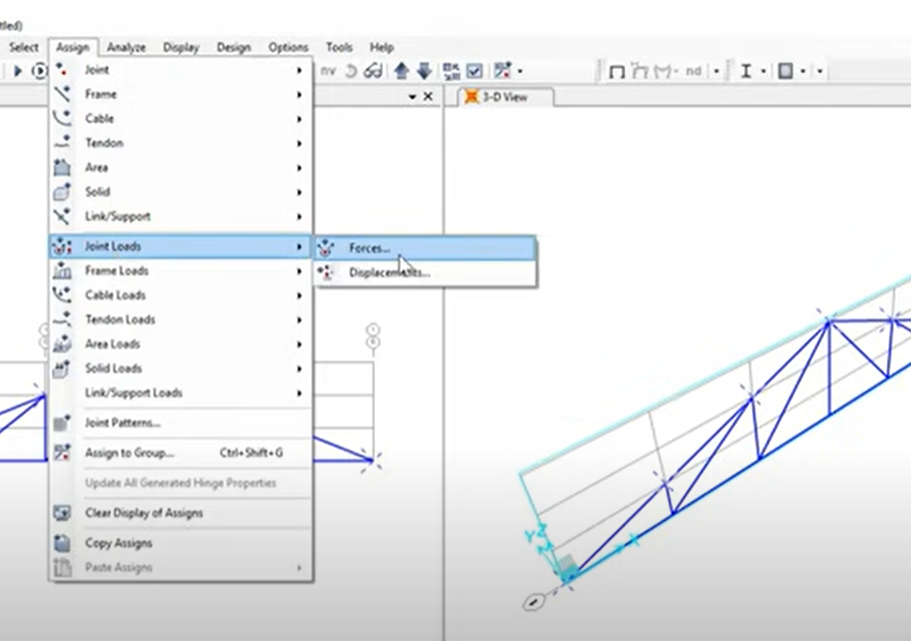 tled)
Select Assign Analyze Display Design Options Tools Help
nv
nd
3-D View
Joint
Frame
Cable
Tendon
Area
Solid
Link/Support
Joint Loads
Forces...
Frame Loads
Displacements...
Cable Loads
Tendon Loads
Area Loads
Solid Loads
Link/Support Loads
Joint Patterns...
Assign to Group... Ctrl+Shift+G
Update All Generated Hinge Properties
Clear Display of Assigns
Copy Assigns
Paste Assigns
Y Z
X